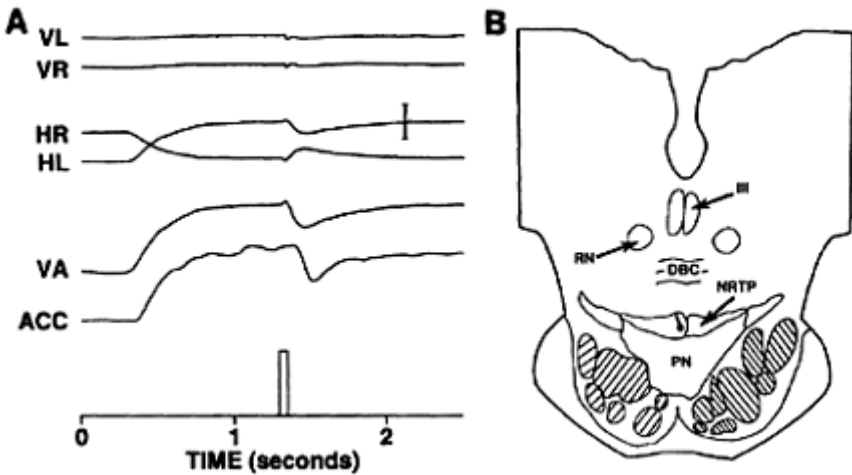 A
VL
VR
HR
HL
VA
ACC
0 1 2
TIME (seconds)
B
III
RN
DBC
NRTP
PN